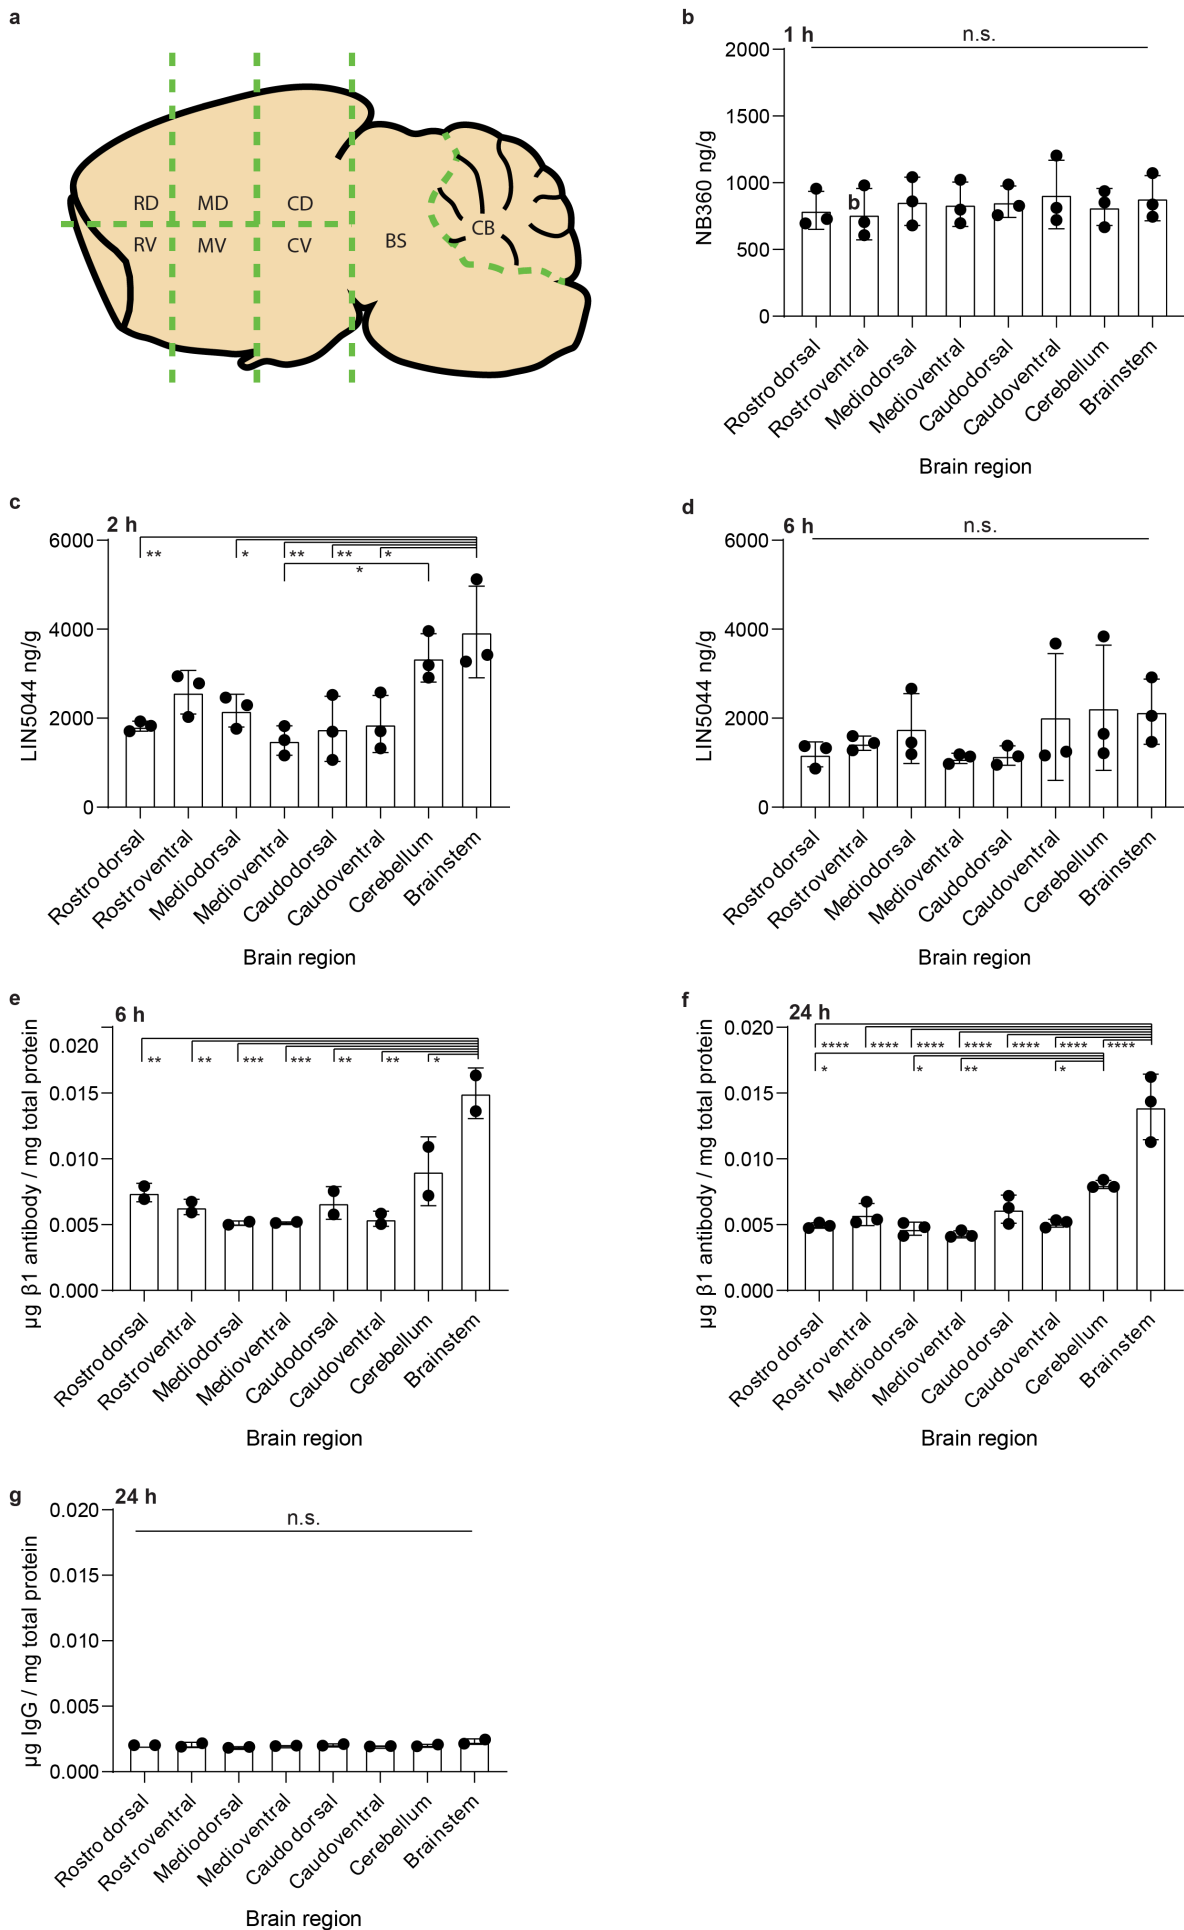 a
RD MD CD
RV MV CV BS CB
b
1 h
n.s.
2000
1500
1000
500
0
NB360 ng/g
b
Rostrodorsal
Rostroventral
Mediodorsal
Medioventral
Caudodorsal
Caudoventral
Cerebellum
Brainstem
Brain region
c
2 h
6000
4000
2000
0
LIN5044 ng/g
** * ** ** *
*
Rostrodorsal
Rostroventral
Mediodorsal
Medioventral
Caudodorsal
Caudoventral
Cerebellum
Brainstem
Brain region
d
6 h
n.s.
6000
4000
2000
0
LIN5044 ng/g
Rostrodorsal
Rostroventral
Mediodorsal
Medioventral
Caudodorsal
Caudoventral
Cerebellum
Brainstem
Brain region
e
6 h
0.020
0.015
0.010
0.005
0.000
µg β1 antibody / mg total protein
** ** *** *** ** ** *
Rostrodorsal
Rostroventral
Mediodorsal
Medioventral
Caudodorsal
Caudoventral
Cerebellum
Brainstem
Brain region
f
24 h
0.020
0.015
0.010
0.005
0.000
µg β1 antibody / mg total protein
**** **** **** **** **** **** ****
* * ** *
Rostrodorsal
Rostroventral
Mediodorsal
Medioventral
Caudodorsal
Caudoventral
Cerebellum
Brainstem
Brain region
g
24 h
n.s.
0.020
0.015
0.010
0.005
0.000
µg IgG / mg total protein
Rostrodorsal
Rostroventral
Mediodorsal
Medioventral
Caudodorsal
Caudoventral
Cerebellum
Brainstem
Brain region